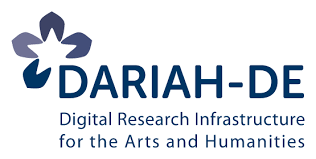 DARIAH-DE
Digital Research Infrastructure
for the Arts and Humanities